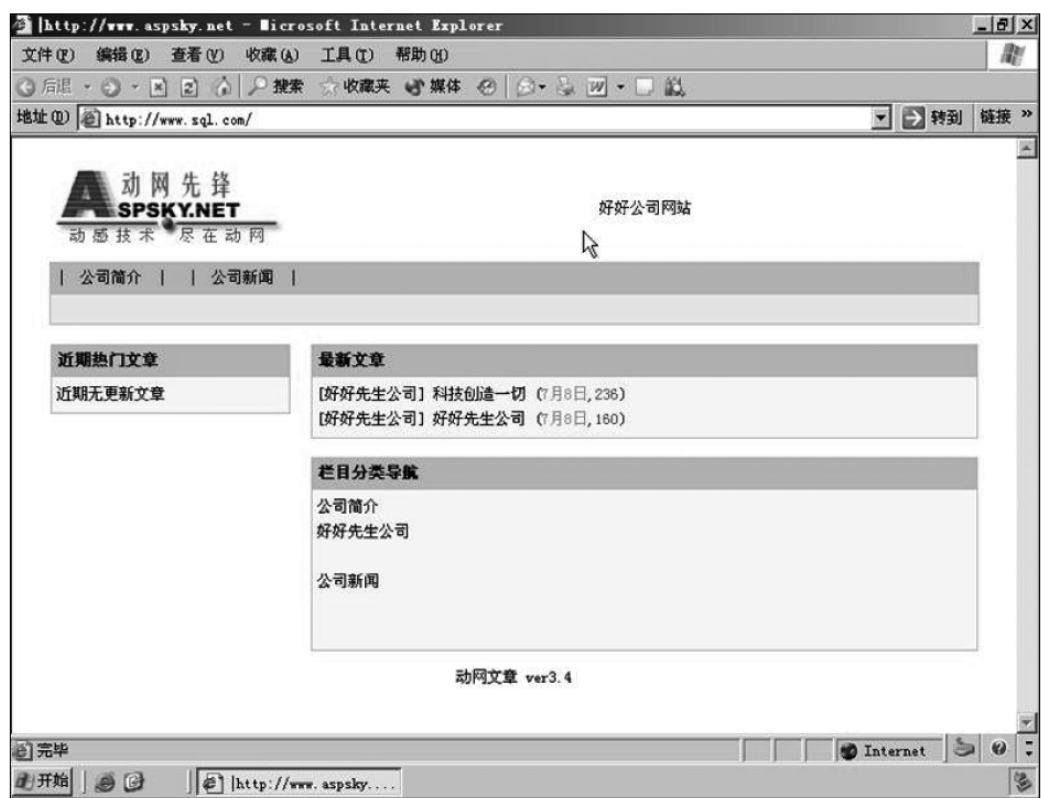 |http://www.aspsky.net - Microsoft Internet Explorer
文件(F) 编辑(E) 查看(V) 收藏(A) 工具(T) 帮助(H)
后退 搜索 收藏夹 媒体
地址(D) http://www.sql.com/ 转到 链接 »
动网先锋
ASPSKY.NET
动感技术 尽在动网
好好公司网站
| 公司简介 | | 公司新闻 |
近期热门文章
近期无更新文章
最新文章
[好好先生公司] 科技创造一切 (7月8日,236)
[好好先生公司] 好好先生公司 (7月8日,160)
栏目分类导航
公司简介
好好先生公司
公司新闻
动网文章 ver3.4
完毕 Internet
开始 |http://www.aspsky....